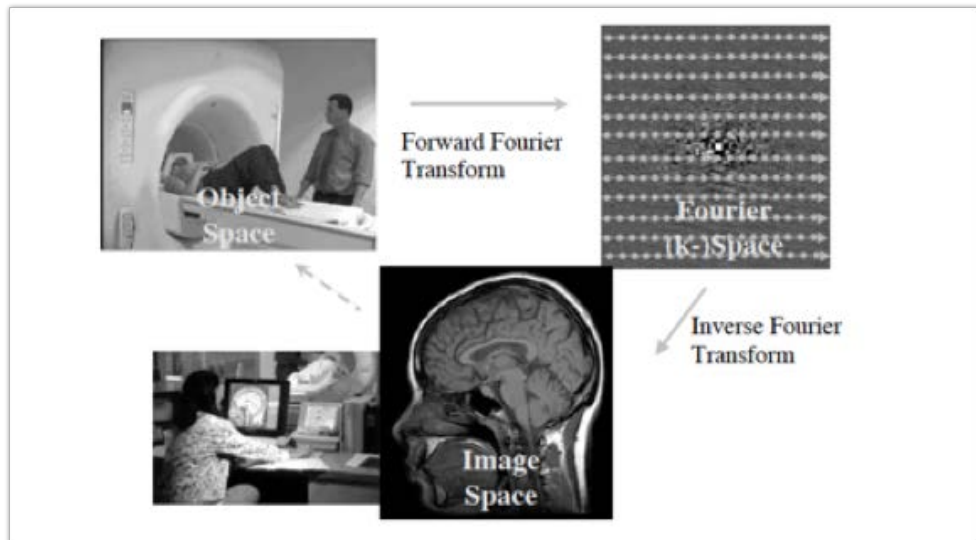 Object
Space
Forward Fourier
Transform
Fourier
(k-)Space
Inverse Fourier
Transform
Image
Space